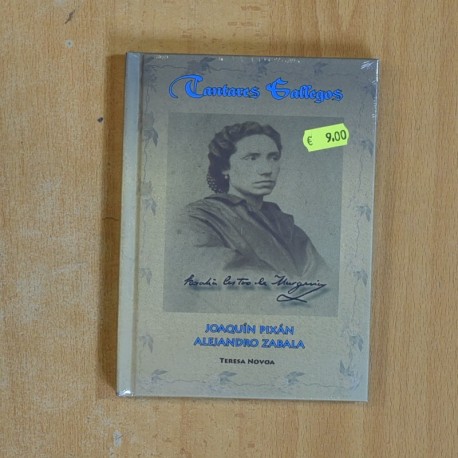 Cantares Gallegos
€ 9.00
Rosalía Castro de Murguía
JOAQUÍN PIXÁN
ALEJANDRO ZABALA
TERESA NOVOA